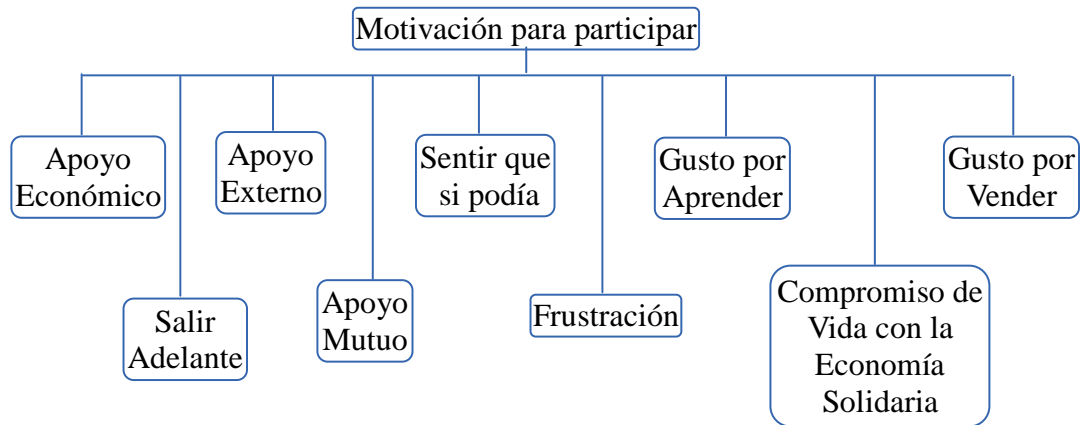 Motivación para participar
Apoyo
Económico
Apoyo
Externo
Sentir que
si podía
Gusto por
Aprender
Gusto por
Vender
Salir
Adelante
Apoyo
Mutuo
Frustración
Compromiso de
Vida con la
Economía
Solidaria